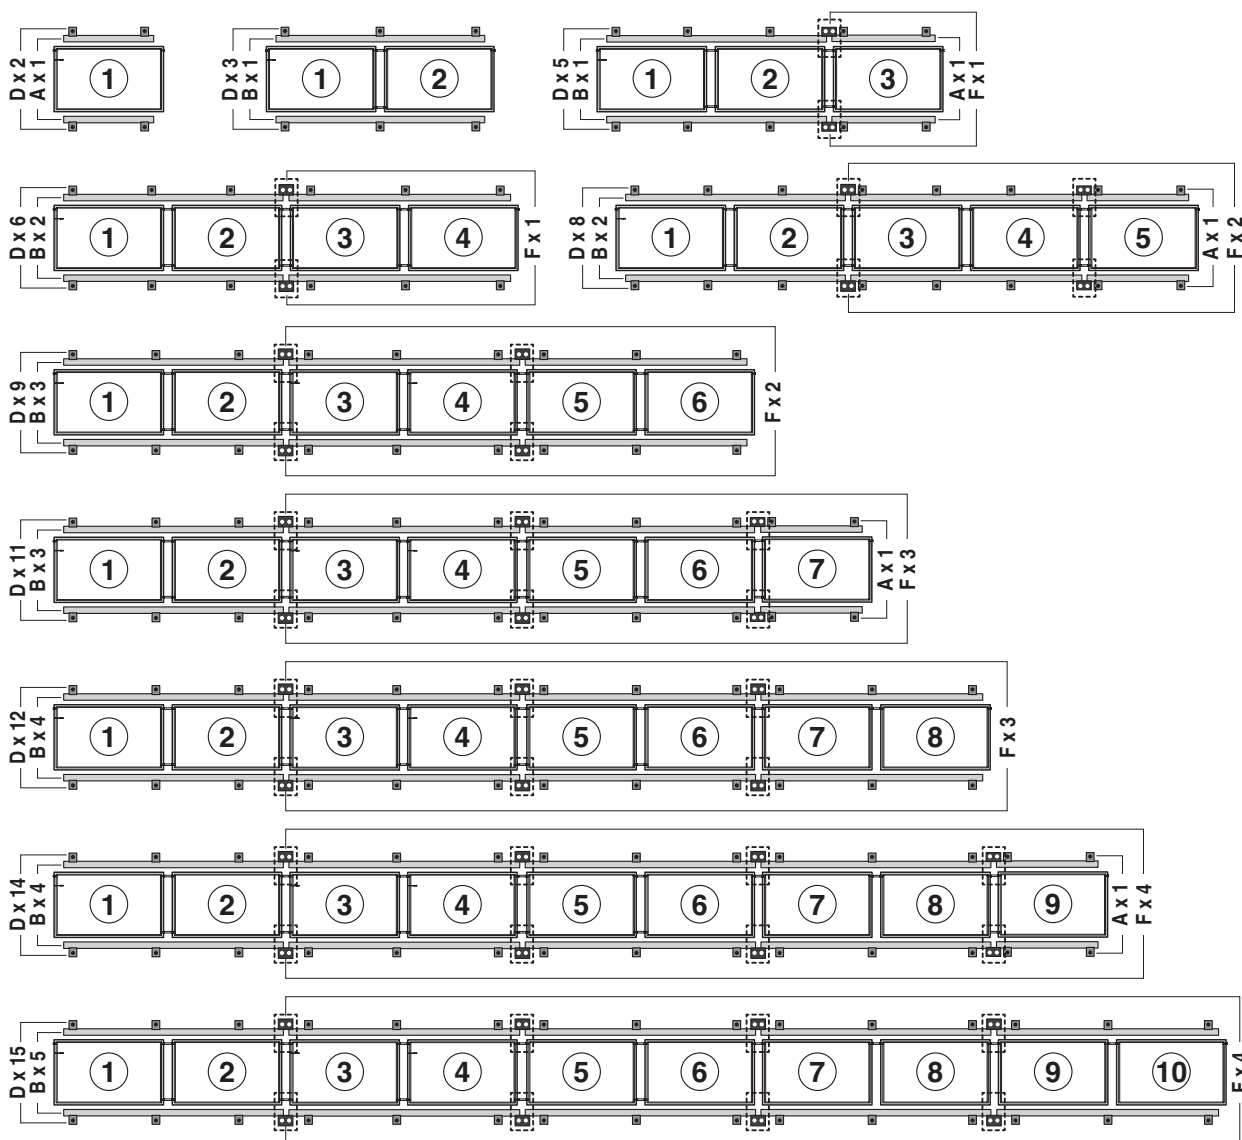 D x 2
A x 1
1
D x 3
B x 1
1 2
D x 5
B x 1
1 2 3
A x 1
F x 1
D x 6
B x 2
1 2 3 4
F x 1
D x 8
B x 2
1 2 3 4 5
A x 1
F x 2
D x 9
B x 3
1 2 3 4 5 6
F x 2
D x 11
B x 3
1 2 3 4 5 6 7
A x 1
F x 3
D x 12
B x 4
1 2 3 4 5 6 7 8
F x 3
D x 14
B x 4
1 2 3 4 5 6 7 8 9
A x 1
F x 4
D x 15
B x 5
1 2 3 4 5 6 7 8 9 10
F x 4